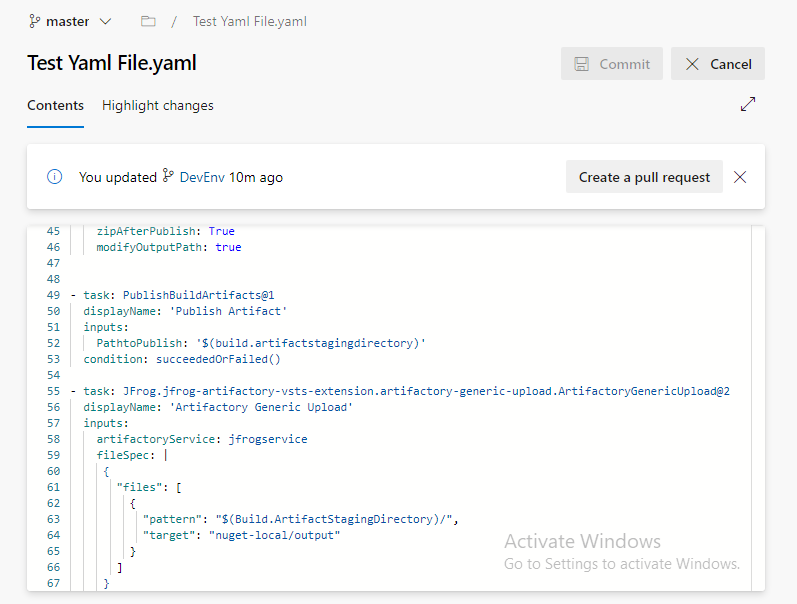 master / Test Yaml File.yaml
Test Yaml File.yaml
Commit Cancel
Contents Highlight changes
You updated DevEnv 10m ago Create a pull request
45 zipAfterPublish: True
46 modifyOutputPath: true
47
48
49 - task: PublishBuildArtifacts@1
50 displayName: 'Publish Artifact'
51 inputs:
52 PathtoPublish: '$(build.artifactstagingdirectory)'
53 condition: succeededOrFailed()
54
55 - task: JFrog.jfrog-artifactory-vsts-extension.artifactory-generic-upload.ArtifactoryGenericUpload@2
56 displayName: 'Artifactory Generic Upload'
57 inputs:
58 artifactoryService: jfrogservice
59 fileSpec: |
60 {
61 "files": [
62 {
63 "pattern": "$(Build.ArtifactStagingDirectory)/",
64 "target": "nuget-local/output"
65 }
66 ]
67 }
Activate Windows
Go to Settings to activate Windows.